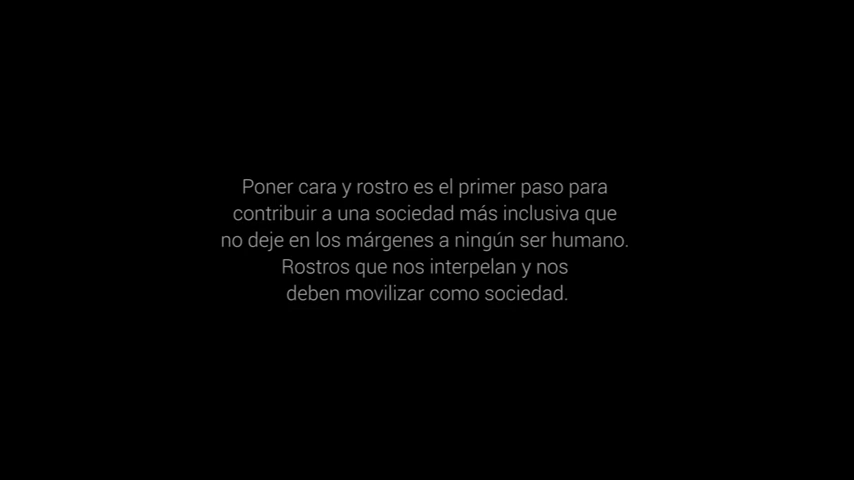 Poner cara y rostro es el primer paso para
contribuir a una sociedad más inclusiva que
no deje en los márgenes a ningún ser humano.
Rostros que nos interpelan y nos
deben movilizar como sociedad.